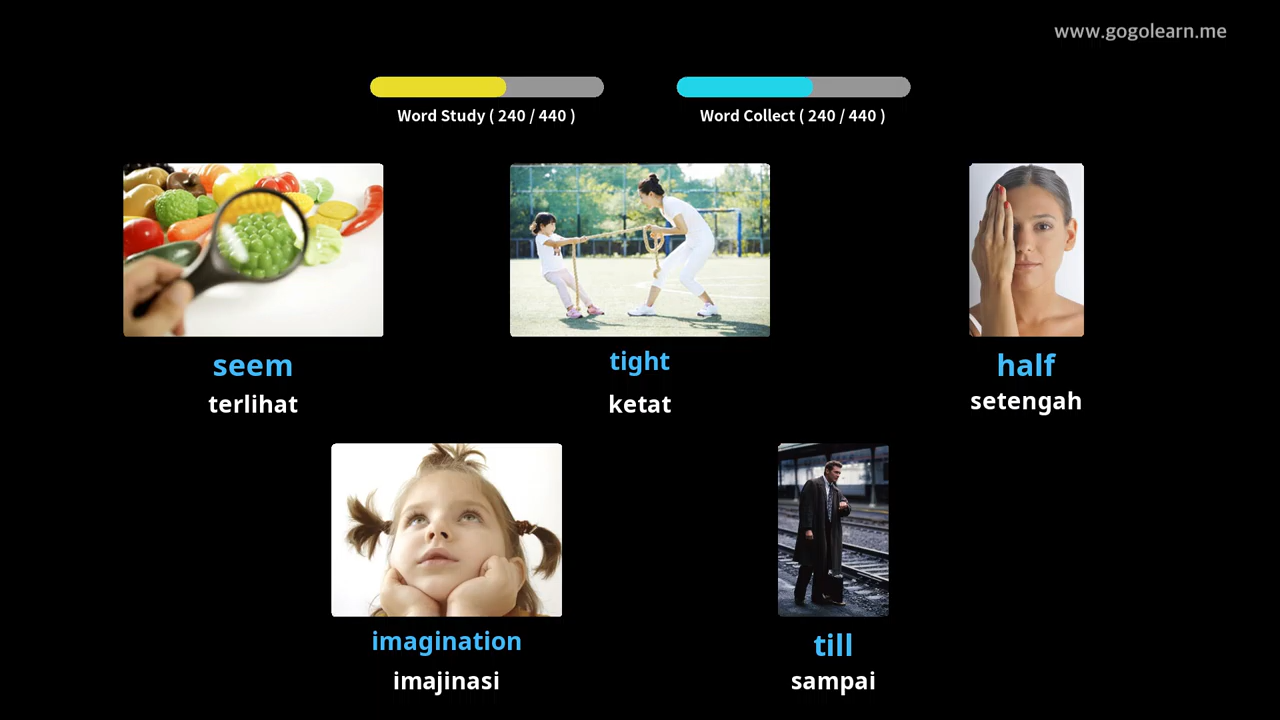 www.gogolearn.me
Word Study ( 240 / 440 )
Word Collect ( 240 / 440 )
seem
terlihat
tight
ketat
half
setengah
imagination
imajinasi
till
sampai